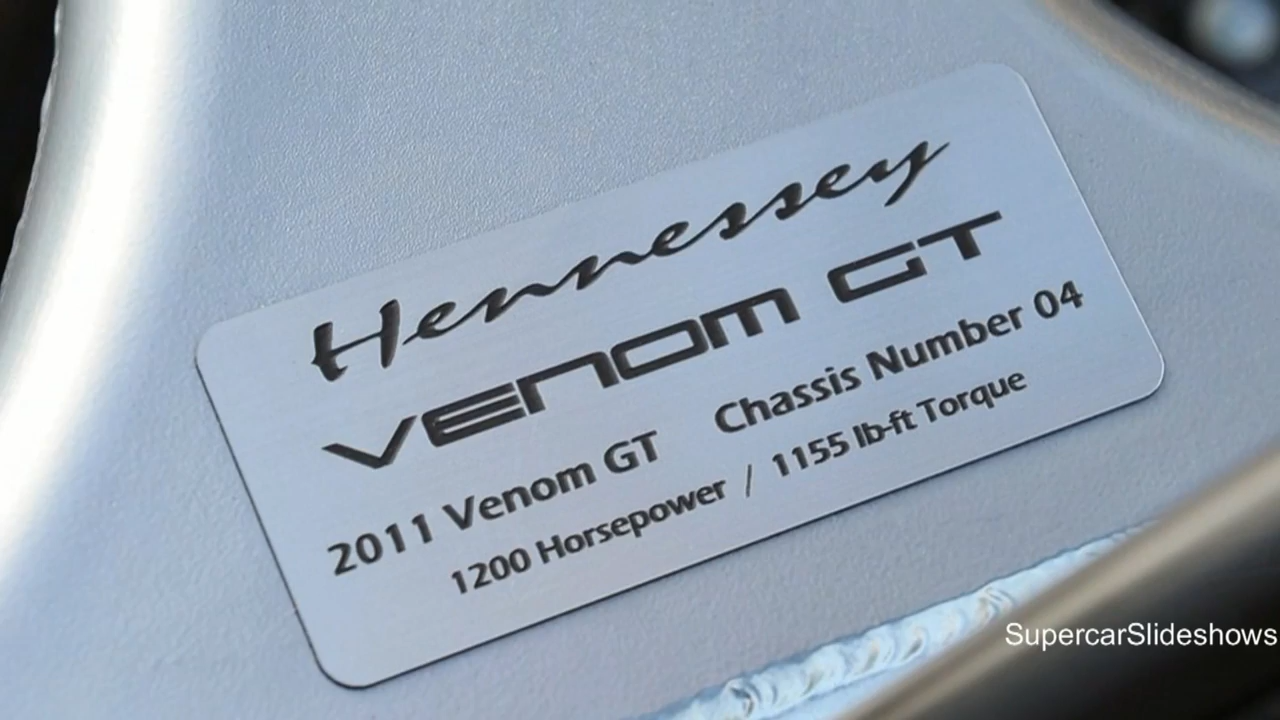 Hennessey
VENOM GT
2011 Venom GT Chassis Number 04
1200 Horsepower / 1155 lb-ft Torque
SupercarSlideshows